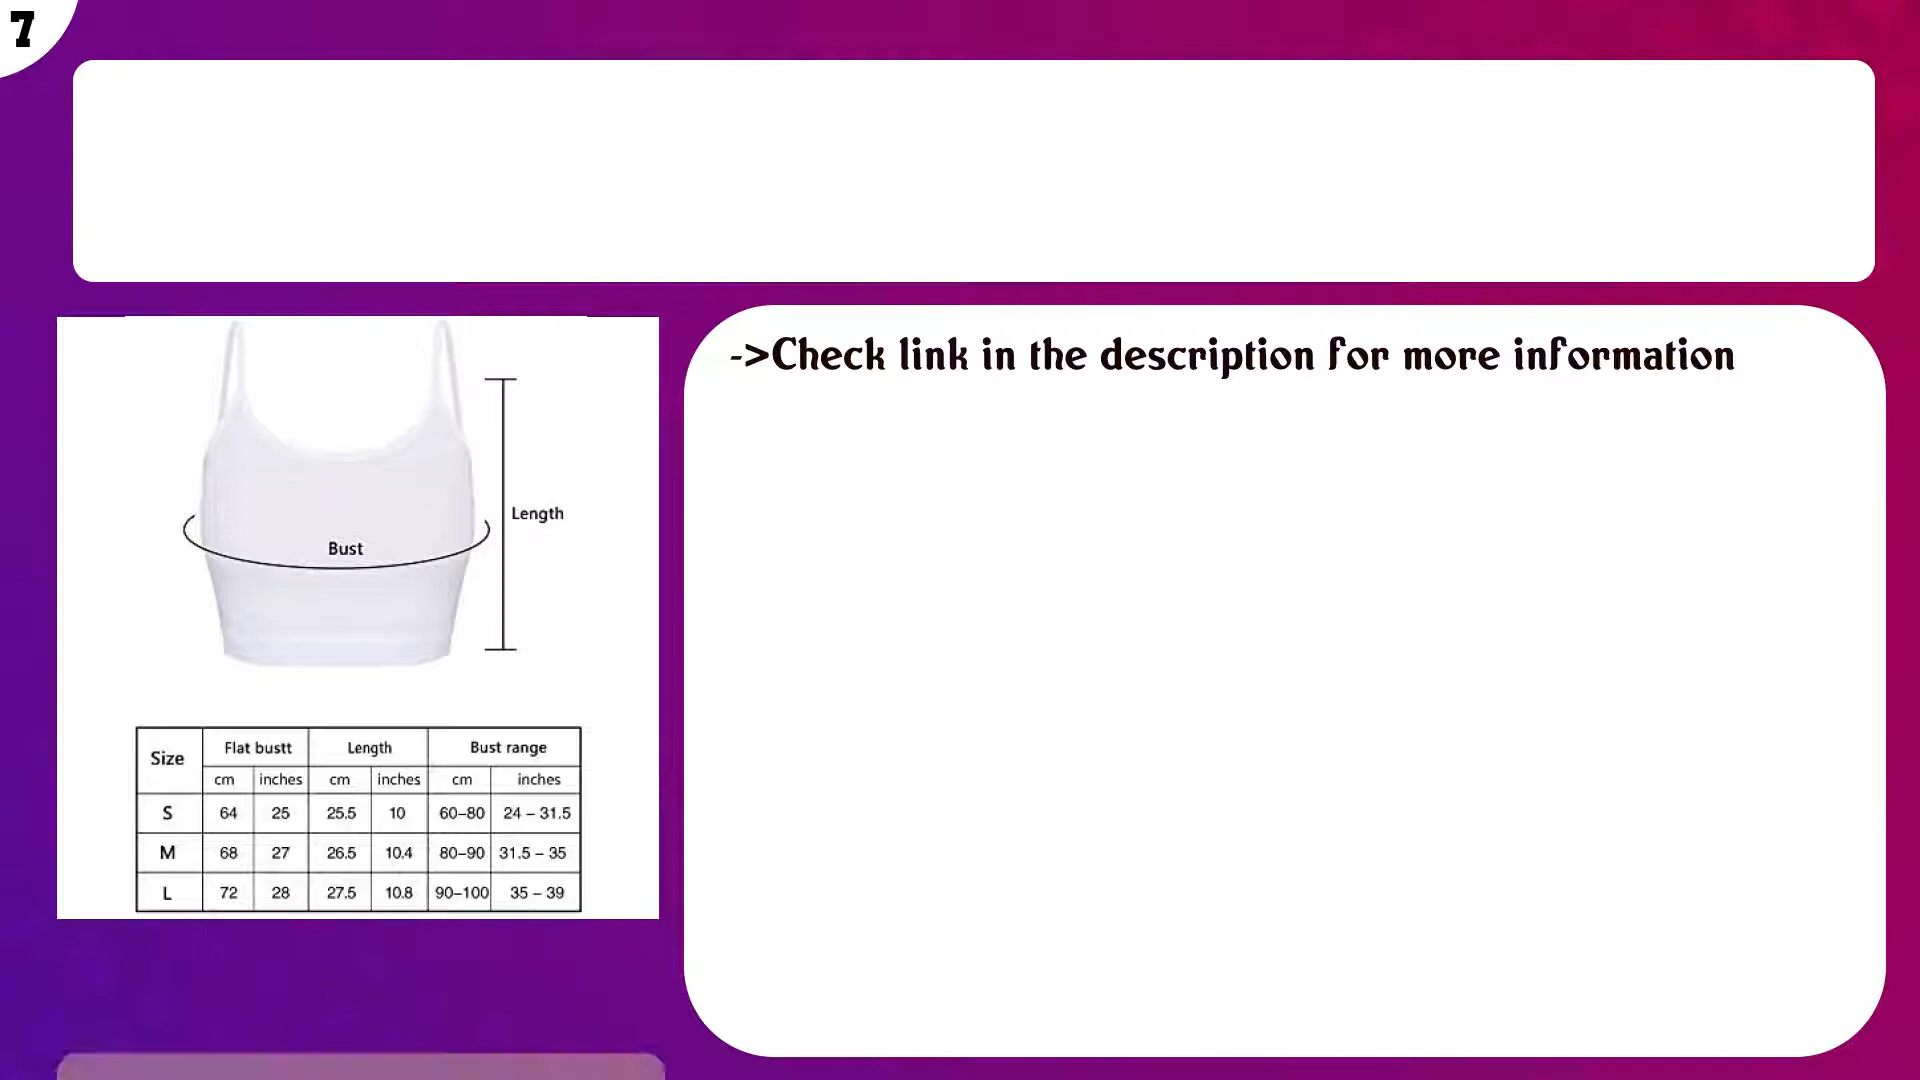 7
->Check link in the description for more information
Length
Bust
Size Flat bustt Length Bust range
cm inches cm inches cm inches
S 64 25 25.5 10 60–80 24 – 31.5
M 68 27 26.5 10.4 80–90 31.5 – 35
L 72 28 27.5 10.8 90–100 35 – 39